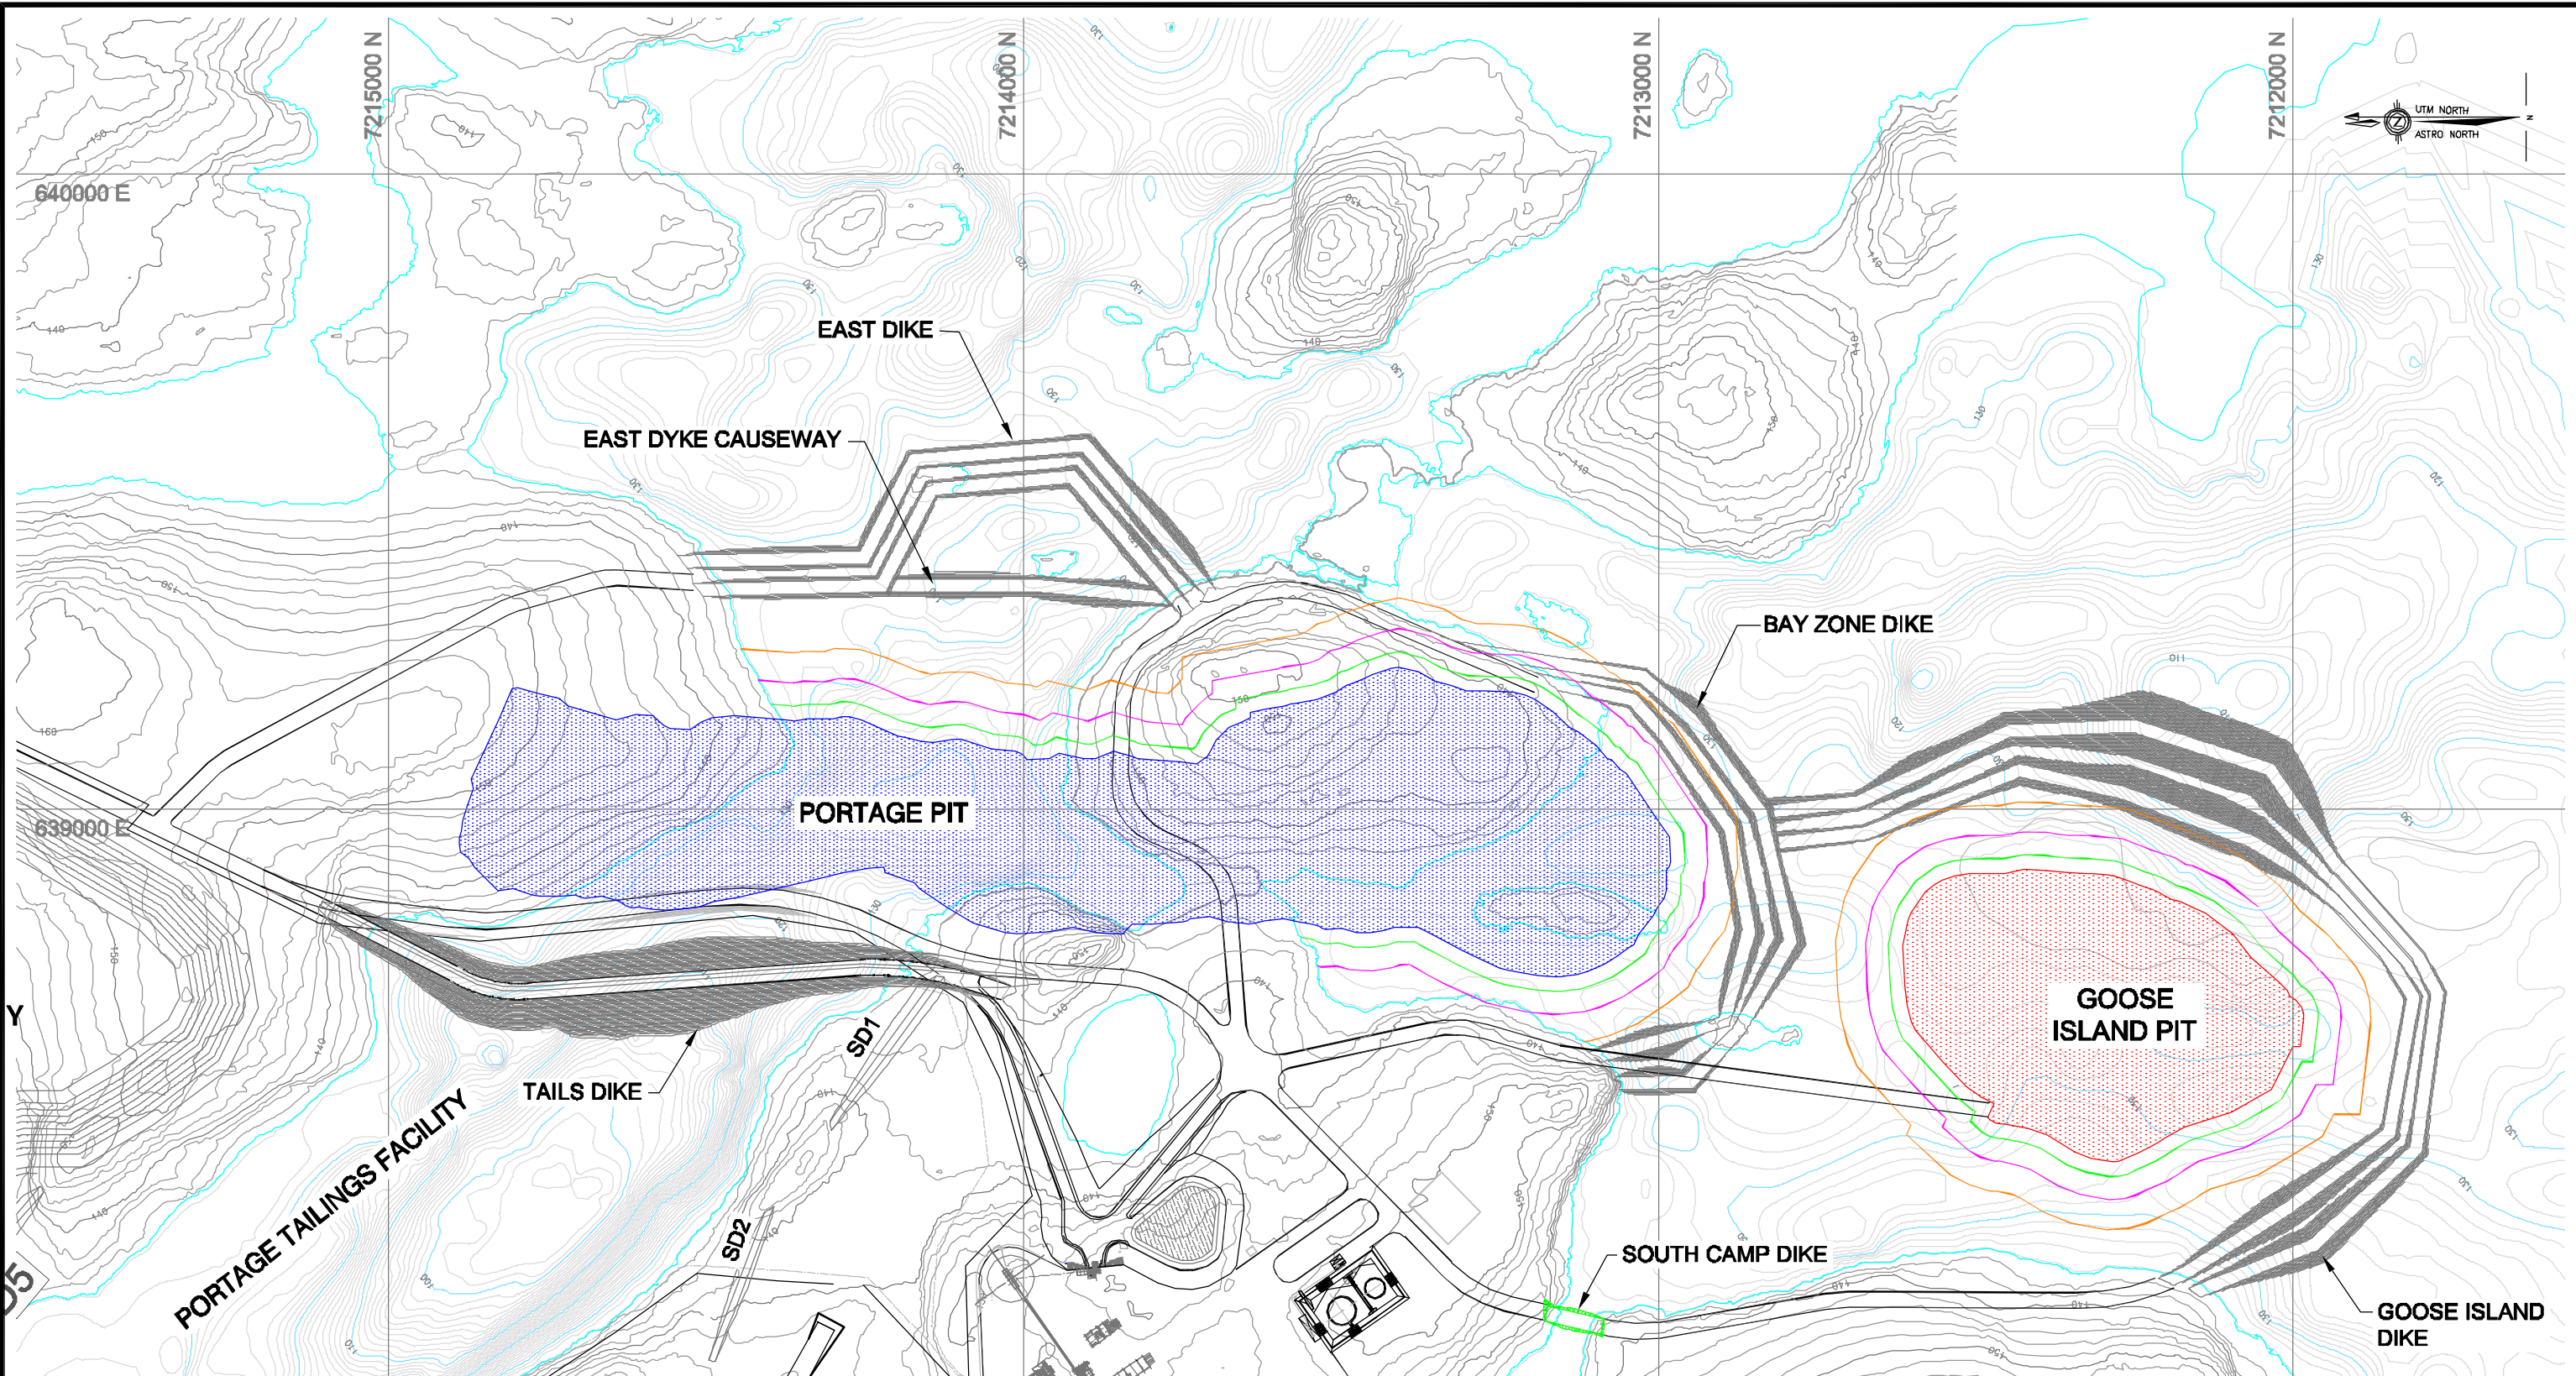 7215000 N
7214000 N
7213000 N
7212000 N
UTM NORTH
ASTRO NORTH
N
Z
640000 E
EAST DIKE
EAST DYKE CAUSEWAY
BAY ZONE DIKE
PORTAGE PIT
639000 E
GOOSE
ISLAND PIT
Y
SD1
TAILS DIKE
PORTAGE TAILINGS FACILITY
SD2
SOUTH CAMP DIKE
GOOSE ISLAND
DIKE